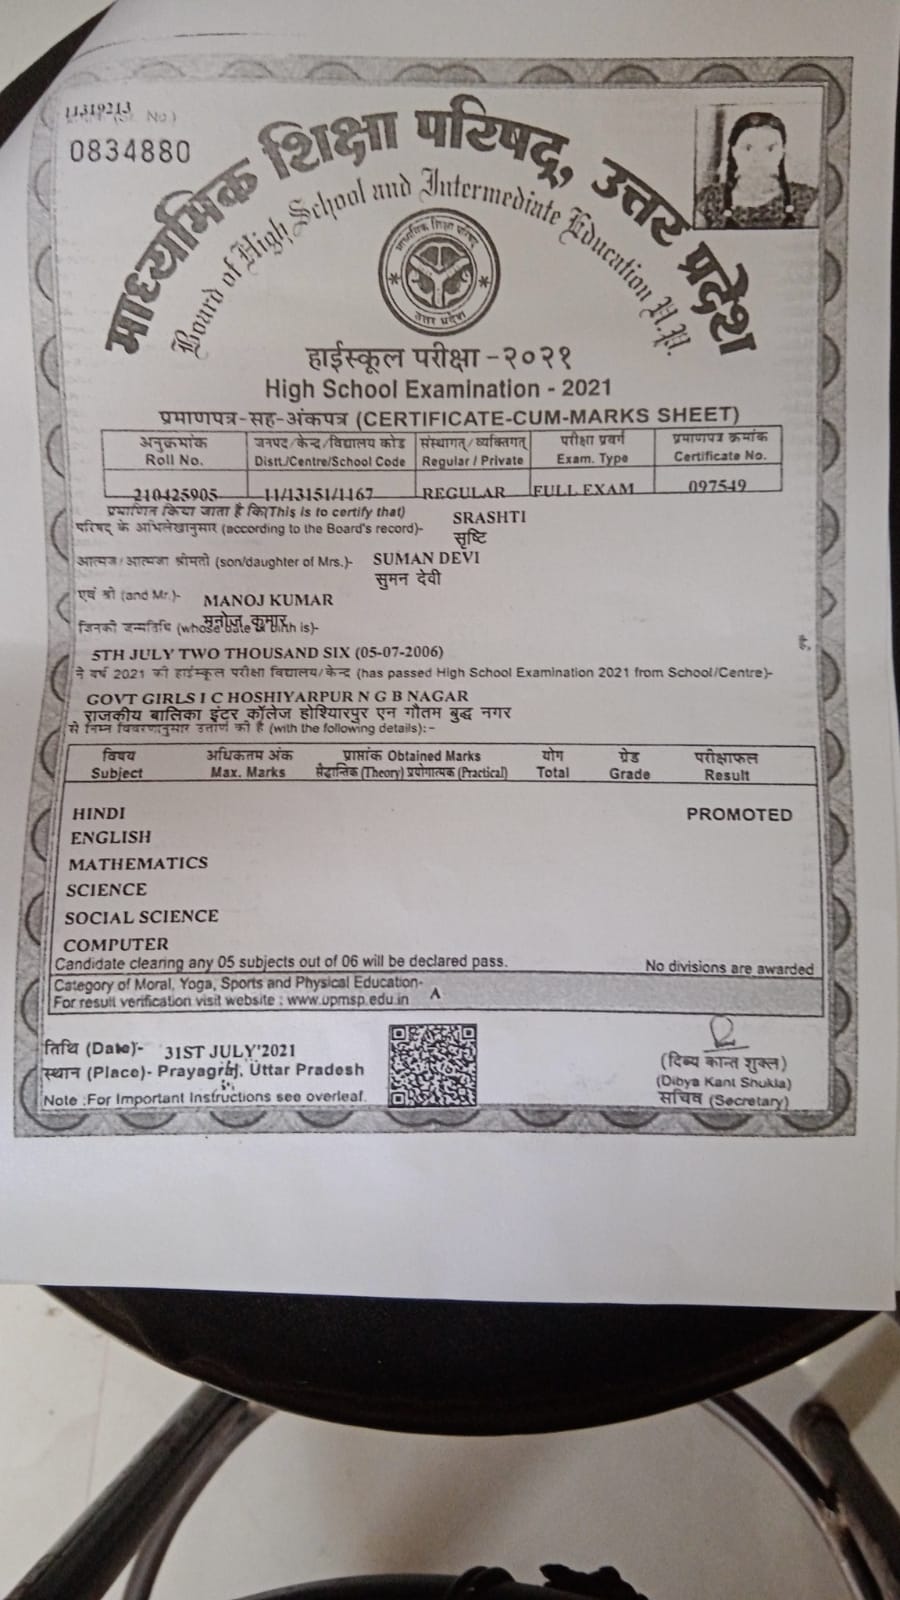 11319213
No.)
0834880
माध्यमिक शिक्षा परिषद्, उत्तर प्रदेश
Board of High School and Intermediate Education U.P.
माध्यमिक शिक्षा परिषद्
उत्तर प्रदेश
हाईस्कूल परीक्षा - २०२१
High School Examination - 2021
प्रमाणपत्र-सह-अंकपत्र (CERTIFICATE-CUM-MARKS SHEET)
अनुक्रमांक जनपद/केन्द्र/विद्यालय कोड संस्थागत्/व्यक्तिगत् परीक्षा प्रवर्ग प्रमाणपत्र क्रमांक
Roll No. Distt./Centre/School Code Regular / Private Exam. Type Certificate No.
210425905 11/13151/1167 REGULAR FULL EXAM 097549
प्रमाणित किया जाता है कि(This is to certify that)
SRASHTI
परिषद् के अभिलेखानुसार (according to the Board's record)-
सृष्टि
आत्मज/आत्मजा श्रीमती (son/daughter of Mrs.)- SUMAN DEVI
सुमन देवी
एवं श्री (and Mr.)- MANOJ KUMAR
मनोज कुमार
जिनकी जन्मतिथि (whose date of birth is)-
5TH JULY TWO THOUSAND SIX (05-07-2006) है,
ने वर्ष 2021 की हाईस्कूल परीक्षा विद्यालय/केन्द्र (has passed High School Examination 2021 from School/Centre)-
GOVT GIRLS I C HOSHIYARPUR N G B NAGAR
राजकीय बालिका इंटर कॉलेज होश्यिारपुर एन गौतम बुद्ध नगर
से निम्न विवरणानुसार उत्तीर्ण की है (with the following details):-
विषय अधिकतम अंक प्राप्तांक Obtained Marks योग ग्रेड परीक्षाफल
Subject Max. Marks सैद्धान्तिक (Theory) प्रयोगात्मक (Practical) Total Grade Result
HINDI PROMOTED
ENGLISH
MATHEMATICS
SCIENCE
SOCIAL SCIENCE
COMPUTER
Candidate clearing any 05 subjects out of 06 will be declared pass. No divisions are awarded
Category of Moral, Yoga, Sports and Physical Education- A
For result verification visit website : www.upmsp.edu.in
तिथि (Date)- 31ST JULY'2021
स्थान (Place)- Prayagraj, Uttar Pradesh
Note :For Important Instructions see overleaf.
(दिब्य कान्त शुक्ल)
(Dibya Kant Shukla)
सचिव (Secretary)